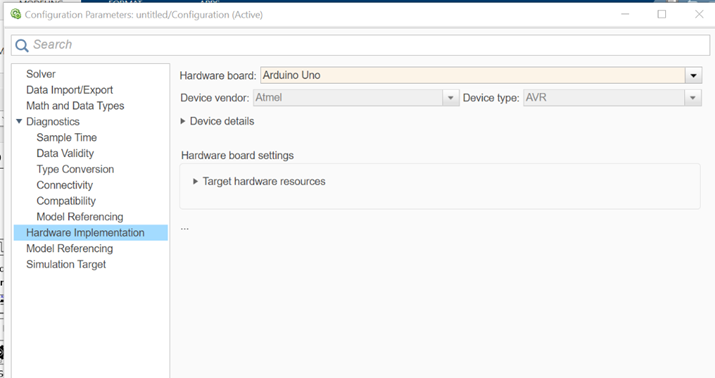 Configuration Parameters: untitled/Configuration (Active)
Search
Solver
Data Import/Export
Math and Data Types
Diagnostics
Sample Time
Data Validity
Type Conversion
Connectivity
Compatibility
Model Referencing
Hardware Implementation
Model Referencing
Simulation Target
Hardware board: Arduino Uno
Device vendor: Atmel Device type: AVR
Device details
Hardware board settings
Target hardware resources
...